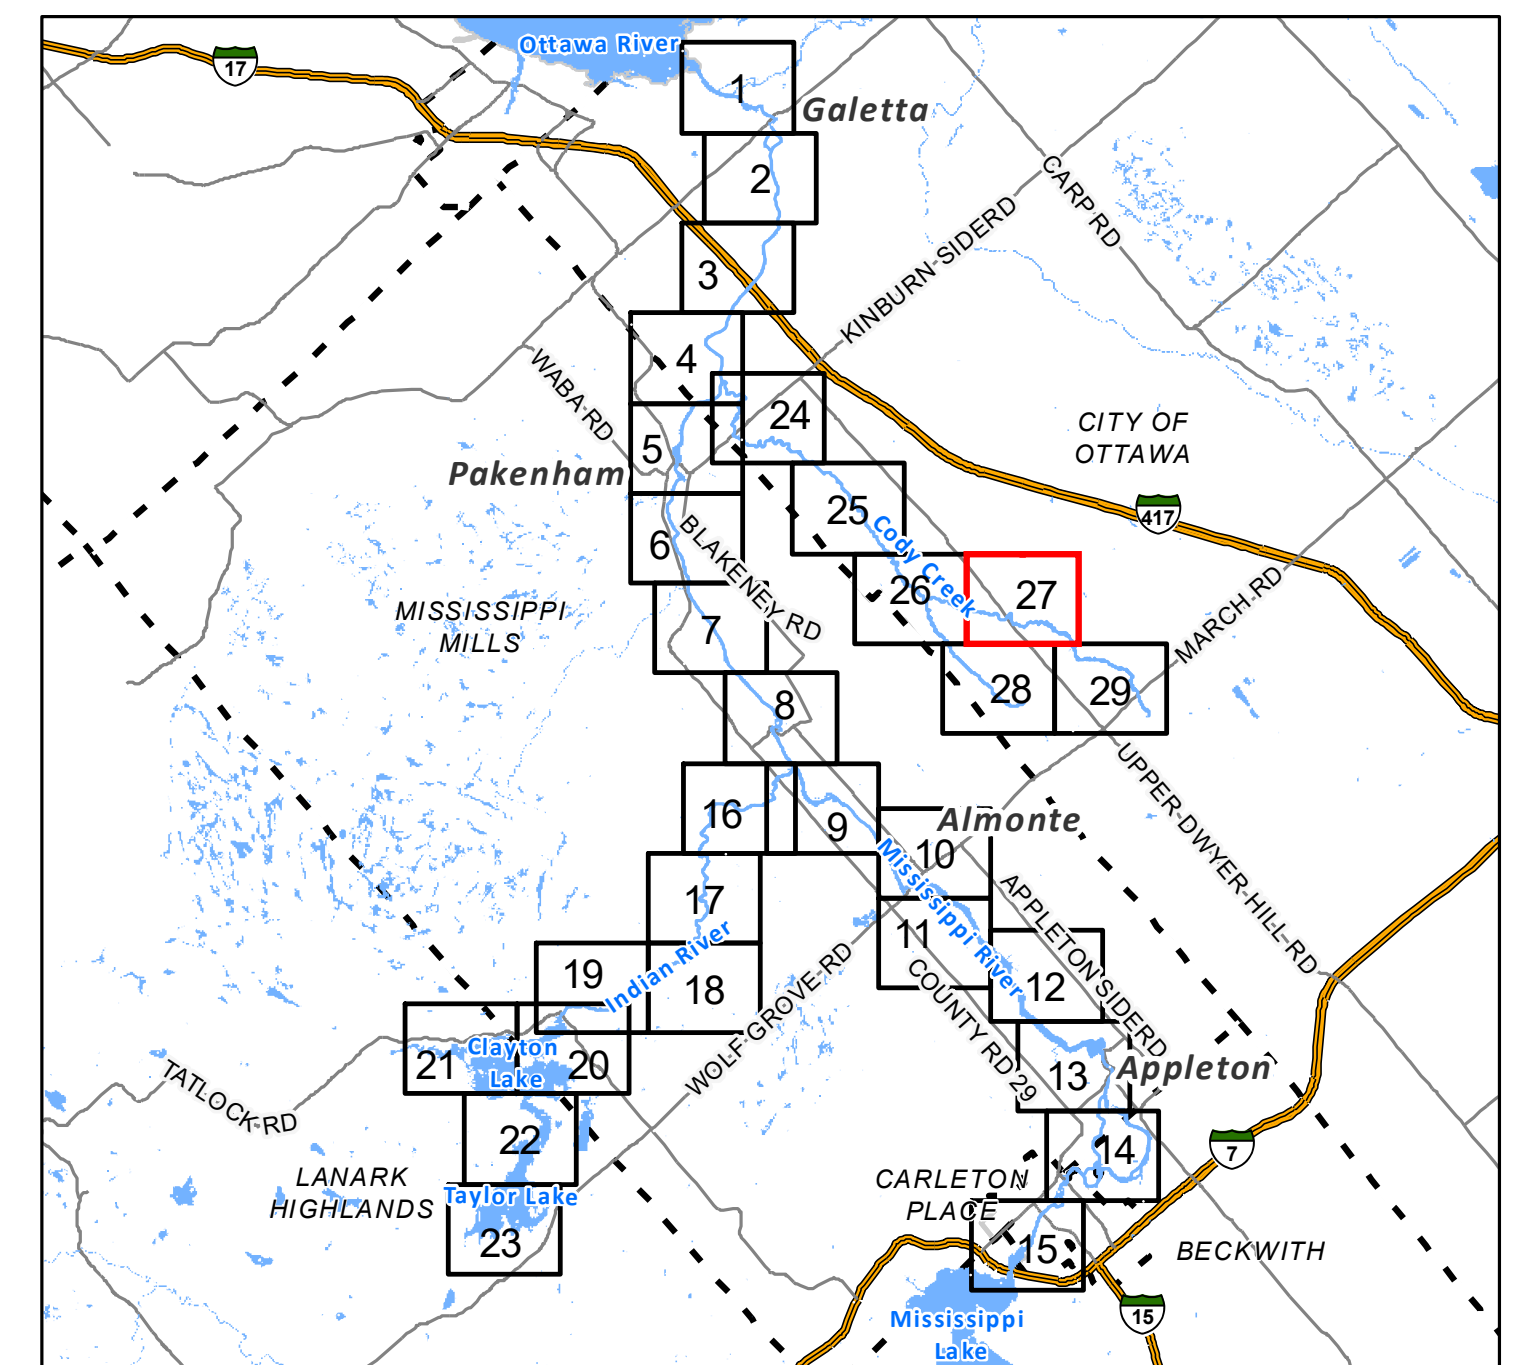 Ottawa River
17
1
Galetta
2
CARP RD
KINBURN SIDERD
3
4
WABA RD
24
CITY OF
OTTAWA
5
Pakenham
25
417
Cody Creek
6
BLAKENEY RD
26
27
MISSISSIPPI
MILLS
7
MARCH RD
28
29
8
UPPER DWYER HILL RD
16
9
Almonte
10
Mississippi River
17
APPLETON SIDERD
11
Indian River
19
18
12
WOLF GROVE RD
COUNTY RD 29
Clayton
Lake
21
20
13
Appleton
TATLOCK RD
22
14
7
LANARK
HIGHLANDS
Taylor Lake
CARLETON
PLACE
23
15
BECKWITH
Mississippi
Lake
15